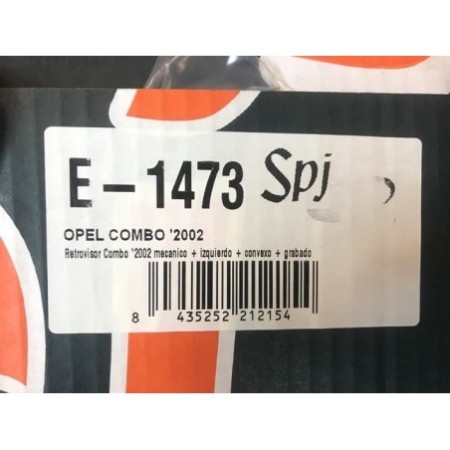 E-1473 Spj
OPEL COMBO '2002
Retrovisor Combo '2002 mecanico + izquierdo + convexo + grabado
8 435252 212154